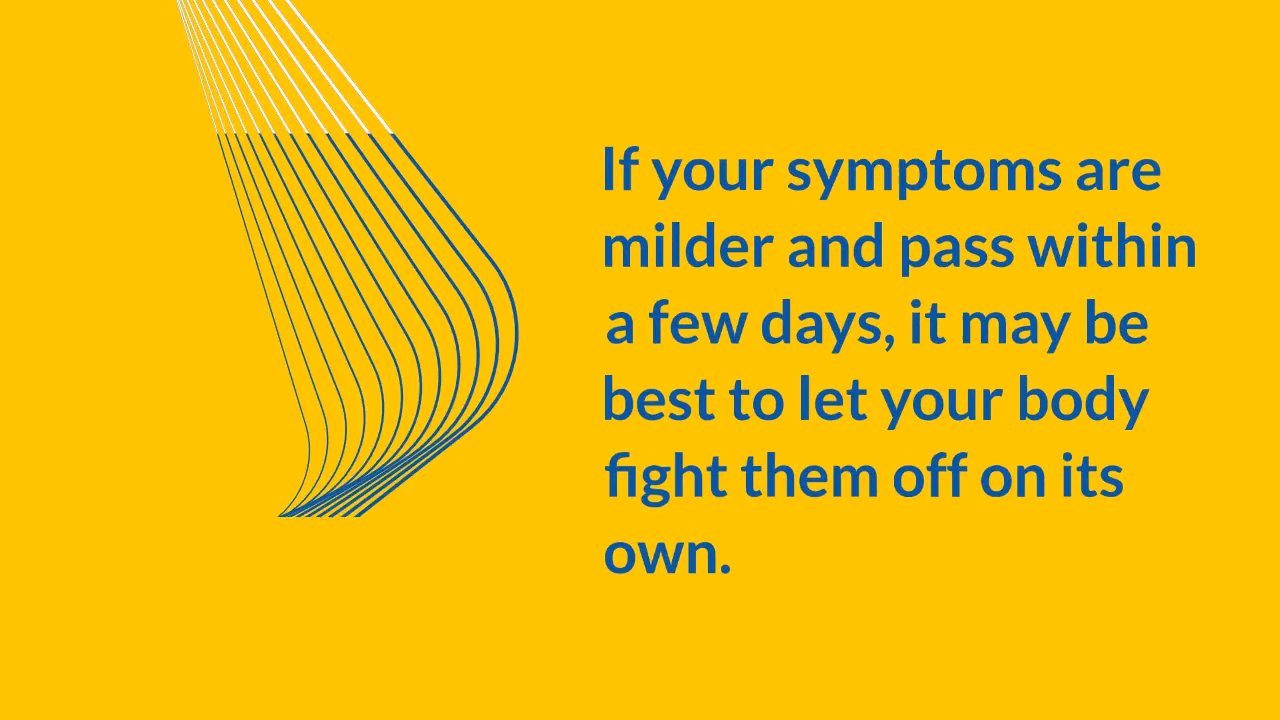 If your symptoms are
milder and pass within
a few days, it may be
best to let your body
fight them off on its
own.